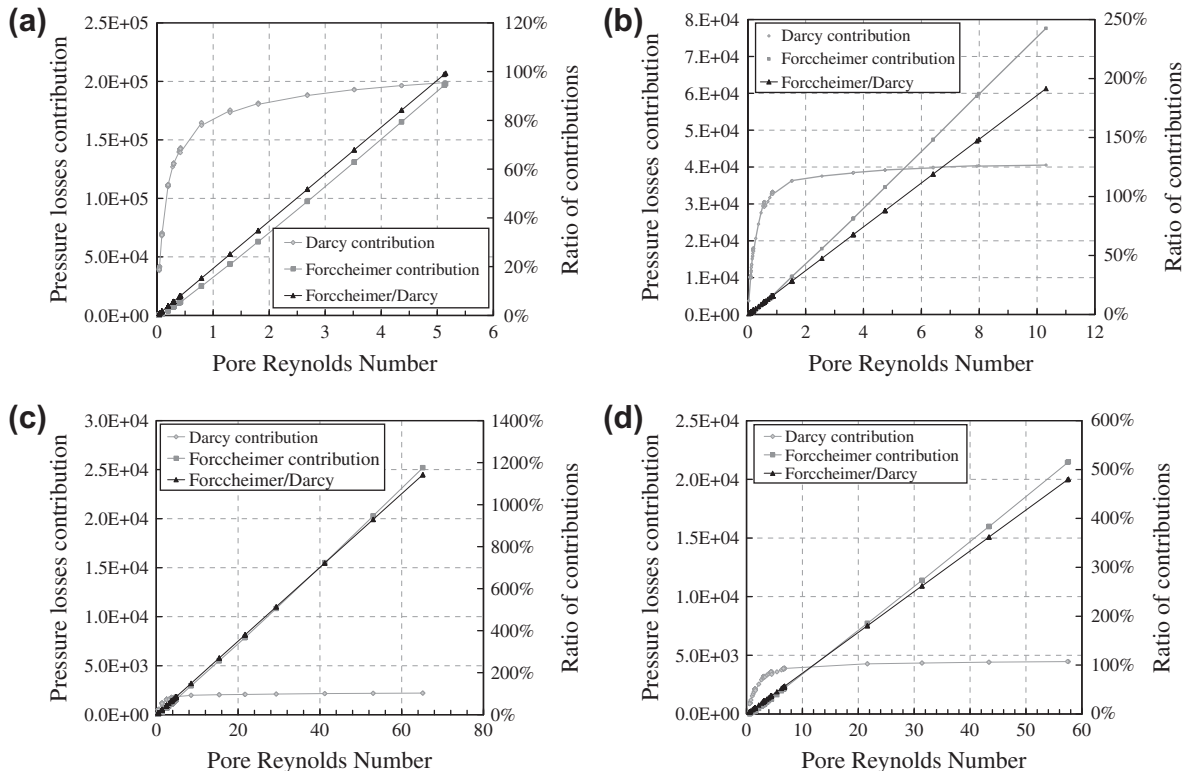 (a)
Pressure losses contribution
2.5E+05
2.0E+05
1.5E+05
1.0E+05
5.0E+04
0.0E+00
0
1
2
3
4
5
6
Pore Reynolds Number
120%
100%
80%
60%
40%
20%
0%
Ratio of contributions
Darcy contribution
Forccheimer contribution
Forccheimer/Darcy
(b)
Pressure losses contribution
8.E+04
7.E+04
6.E+04
5.E+04
4.E+04
3.E+04
2.E+04
1.E+04
0.E+00
0
2
4
6
8
10
12
Pore Reynolds Number
250%
200%
150%
100%
50%
0%
Ratio of contributions
Darcy contribution
Forccheimer contribution
Forccheimer/Darcy
(c)
Pressure losses contribution
3.0E+04
2.5E+04
2.0E+04
1.5E+04
1.0E+04
5.0E+03
0.0E+00
0
20
40
60
80
Pore Reynolds Number
1400%
1200%
1000%
800%
600%
400%
200%
0%
Ratio of contributions
Darcy contribution
Forccheimer contribution
Forccheimer/Darcy
(d)
Pressure losses contribution
2.5E+04
2.0E+04
1.5E+04
1.0E+04
5.0E+03
0.0E+00
0
10
20
30
40
50
60
Pore Reynolds Number
600%
500%
400%
300%
200%
100%
0%
Ratio of contributions
Darcy contribution
Forccheimer contribution
Forccheimer/Darcy